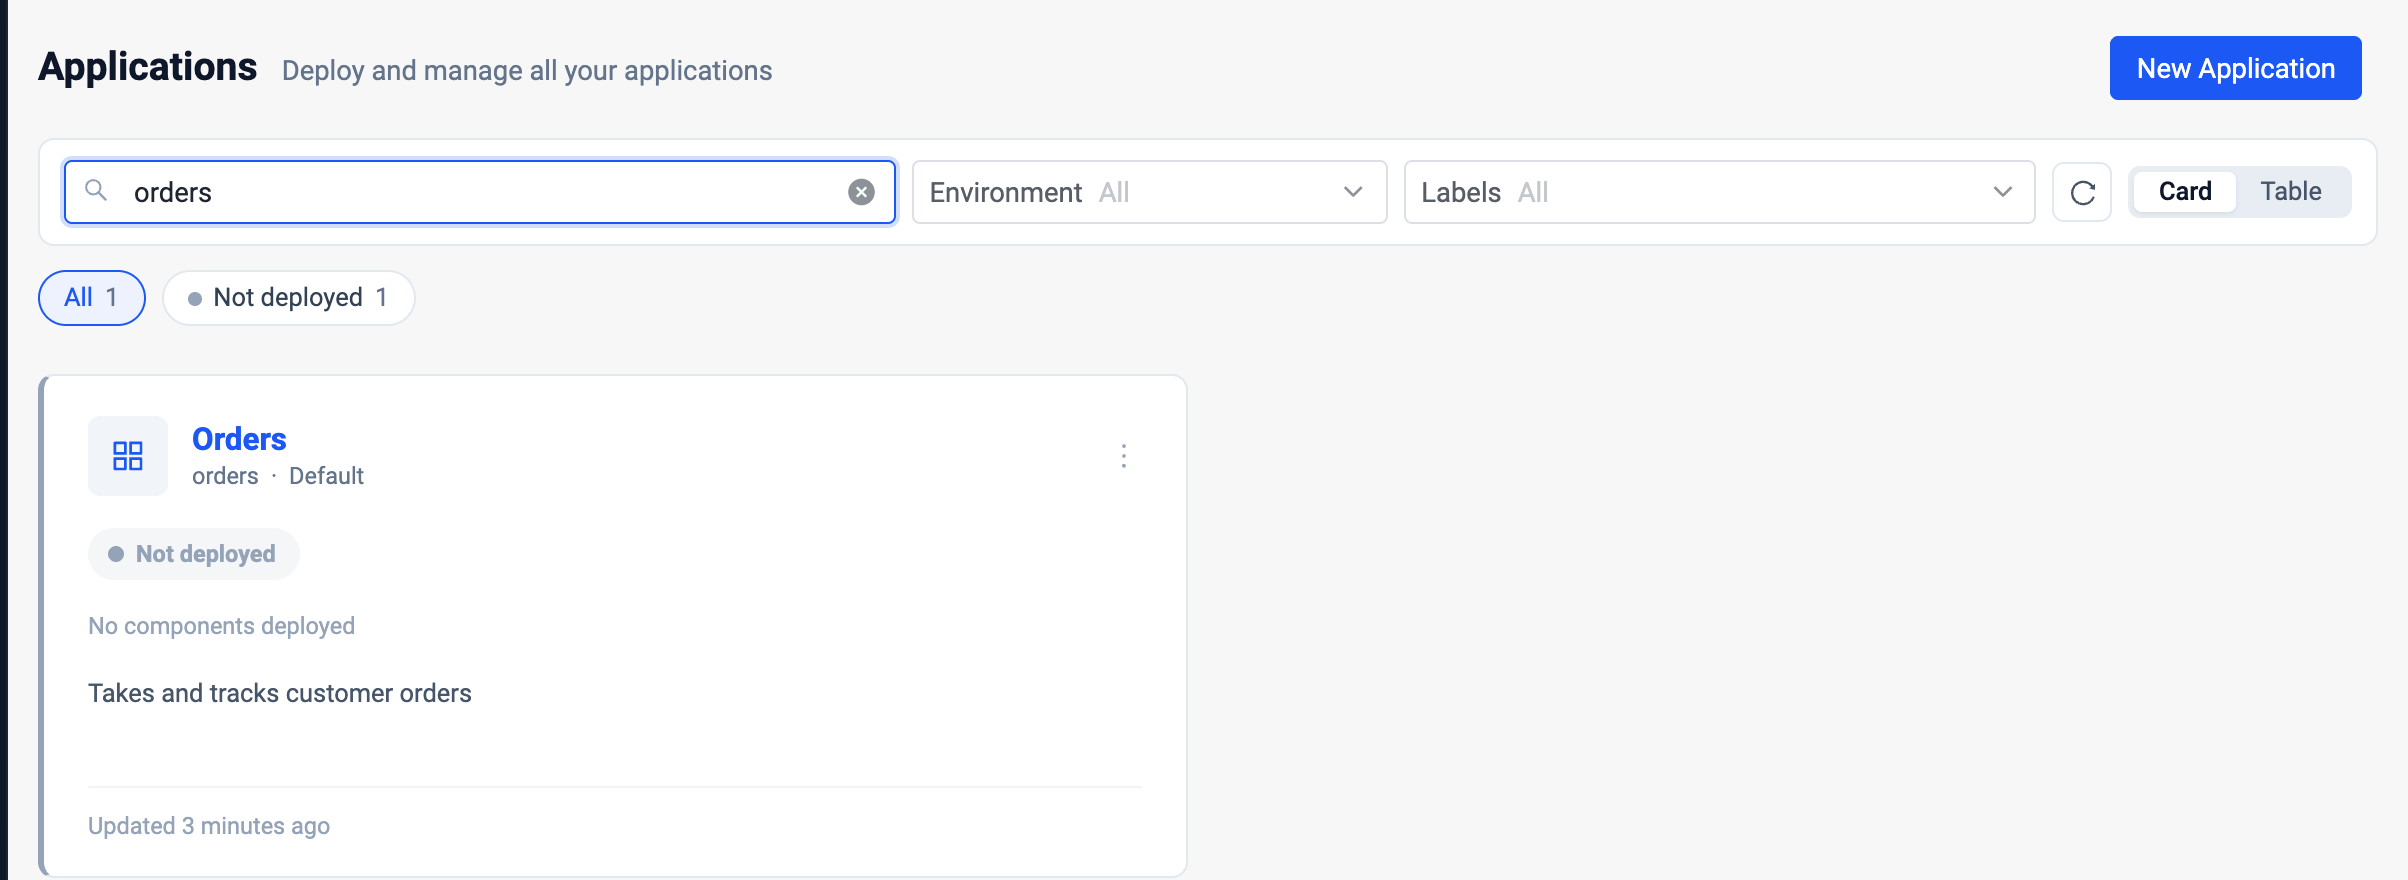 Applications Deploy and manage all your applications
New Application
orders
Environment All
Labels All
Card Table
All 1
Not deployed 1
Orders
orders · Default
Not deployed
No components deployed
Takes and tracks customer orders
Updated 3 minutes ago